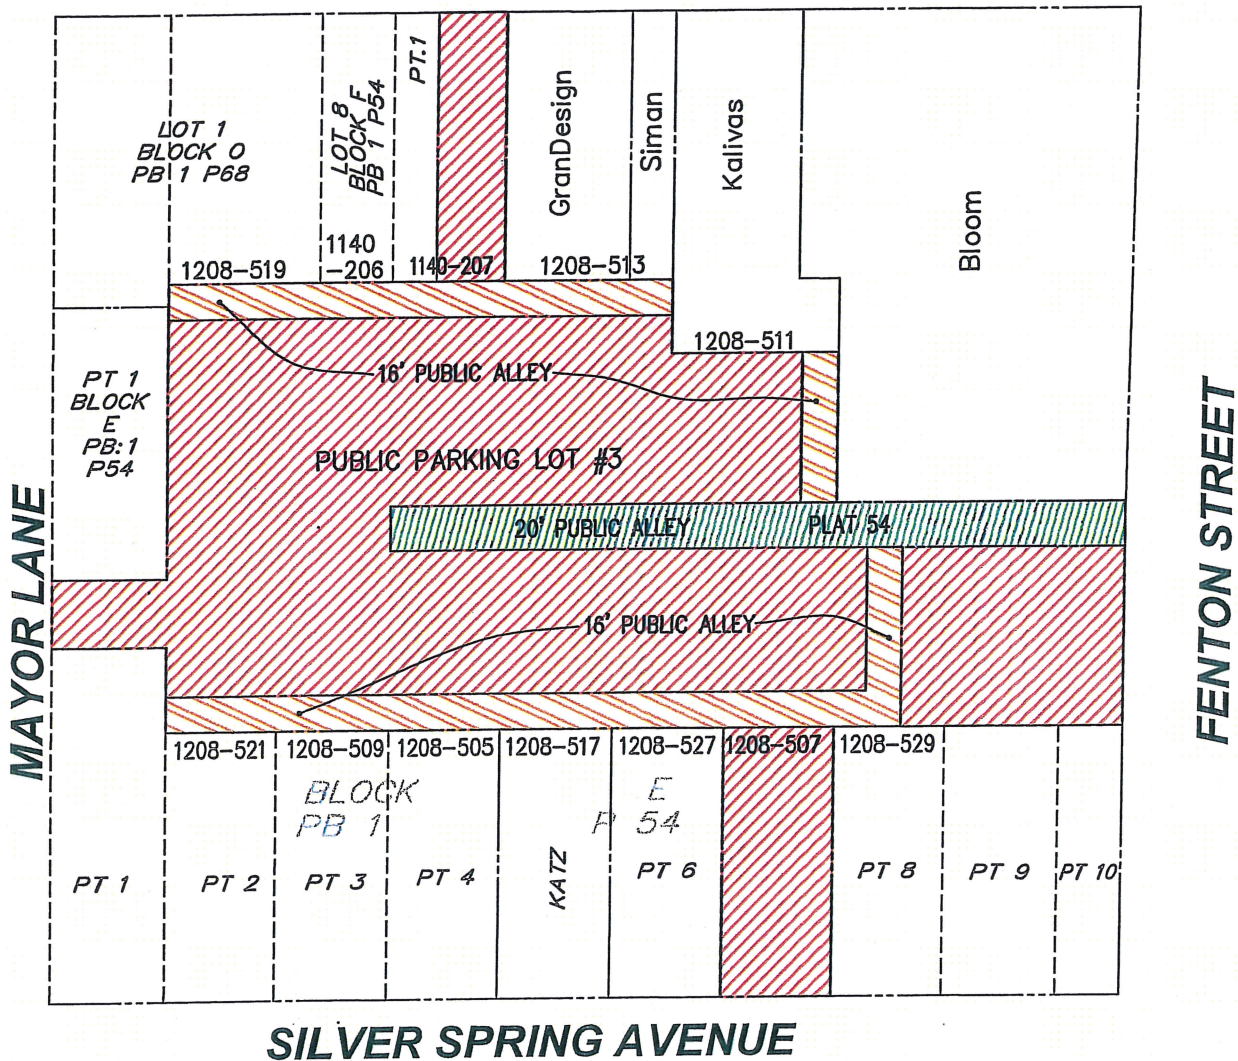 PT.1
LOT 1
BLOCK O
PB 1 P68
LOT 8
BLOCK F
PB 1 P54
GranDesign
Siman
Kalivas
Bloom
1208-519
1140
-206
1140-207
1208-513
1208-511
16' PUBLIC ALLEY
PT 1
BLOCK
E
PB:1
P54
PUBLIC PARKING LOT #3
20' PUBLIC ALLEY PLAT 54
16' PUBLIC ALLEY
MAYOR LANE
FENTON STREET
1208-521
1208-509
1208-505
1208-517
1208-527
1208-507
1208-529
BLOCK E
PB 1 P 54
PT 1
PT 2
PT 3
PT 4
KATZ
PT 6
PT 8
PT 9
PT 10
SILVER SPRING AVENUE